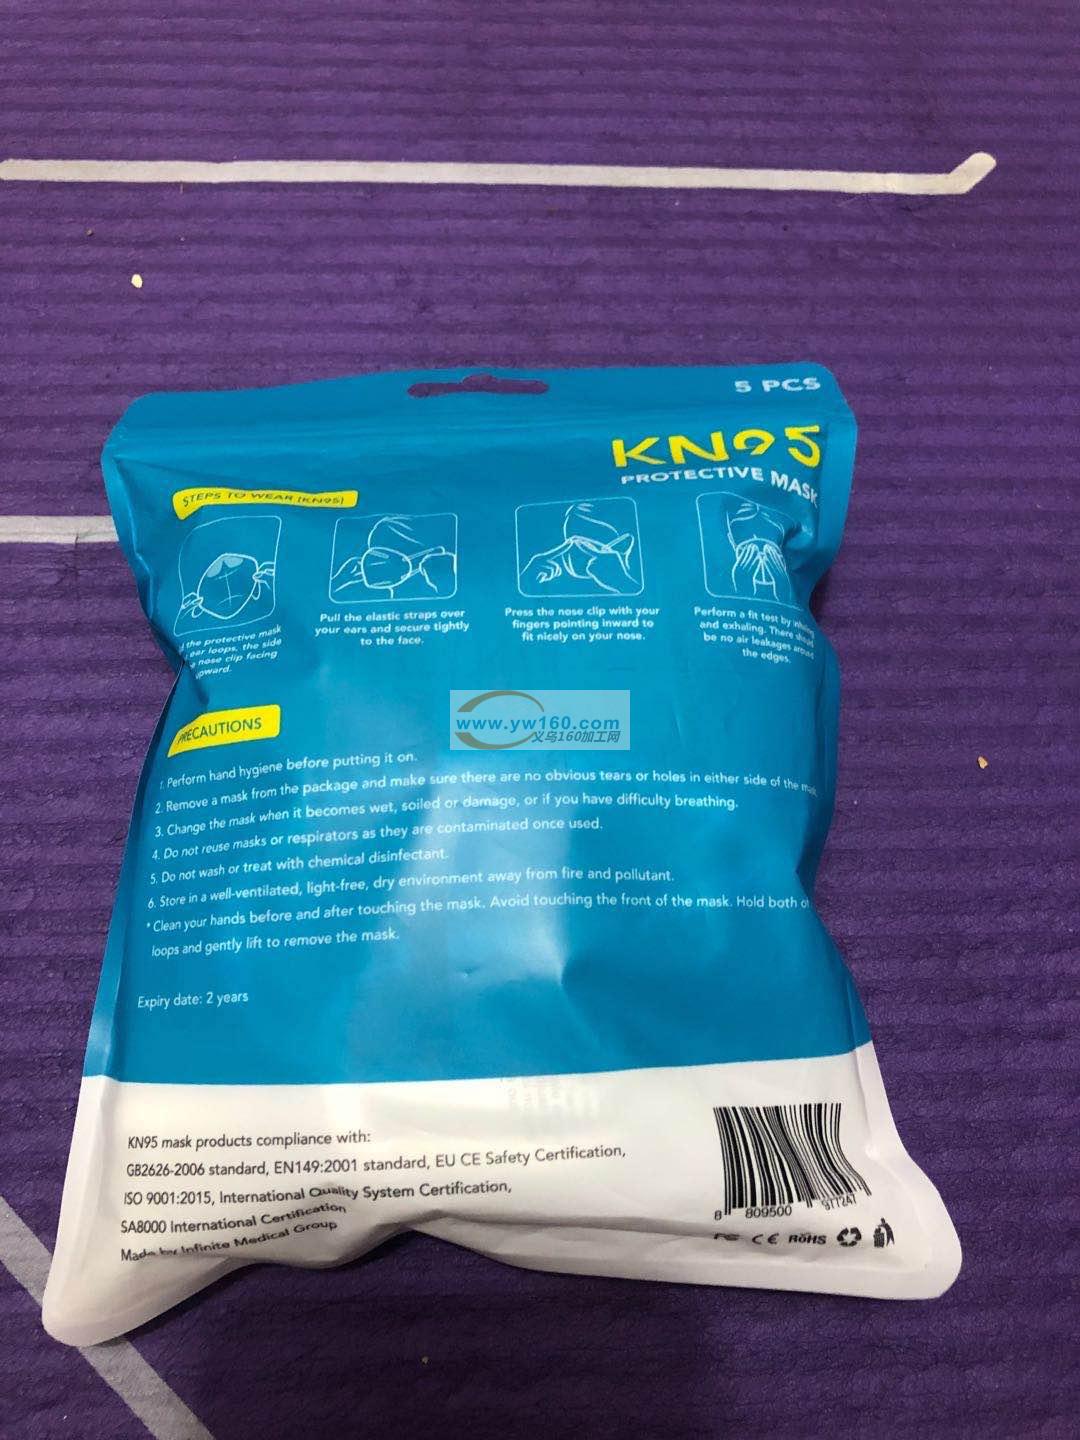 5 PCS
KN95
PROTECTIVE MASK
STEPS TO WEAR (KN95)
the protective mask
ear loops, the side
nose clip facing
Pull the elastic straps over
your ears and secure tightly
to the face.
Press the nose clip with your
fingers pointing inward to
fit nicely on your nose.
Perform a fit test by inhaling
and exhaling. There should
be no air leakages around
the edges.
www.yw160.com
义乌160加工网
PRECAUTIONS
1. Perform hand hygiene before putting it on.
2. Remove a mask from the package and make sure there are no obvious tears or holes in either side of the
3. Change the mask when it becomes wet, soiled or damage, or if you have difficulty breathing.
4. Do not reuse masks or respirators as they are contaminated once used.
5. Do not wash or treat with chemical disinfectant.
6. Store in a well-ventilated, light-free, dry environment away from fire and pollutant.
* Clean your hands before and after touching the mask. Avoid touching the front of the mask. Hold both
loops and gently lift to remove the mask.
Expiry date: 2 years
KN95 mask products compliance with:
GB2626-2006 standard, EN149:2001 standard, EU CE Safety Certification,
ISO 9001:2015, International Quality System Certification,
SA8000 International Certification
Made by Infinite Medical Group
8 809500 977247
CE RoHS